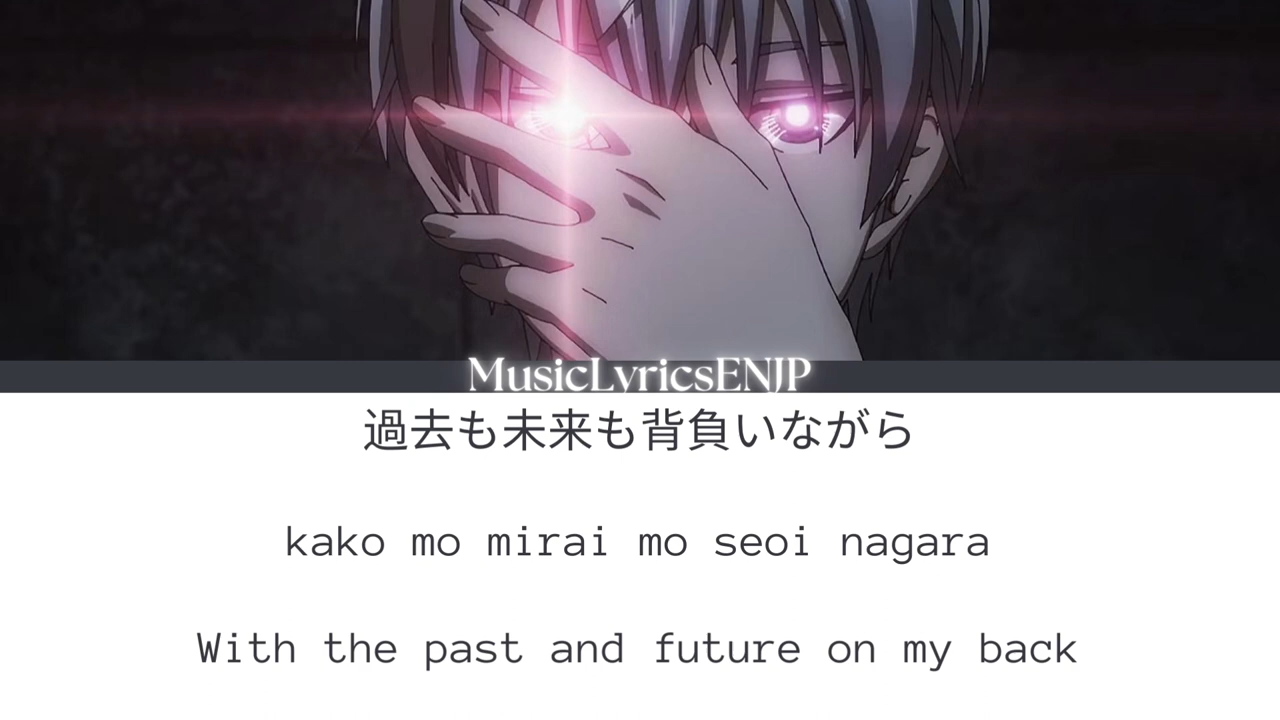 MusicLyricsENJP
過去も未来も背負いながら
kako mo mirai mo seoi nagara
With the past and future on my back